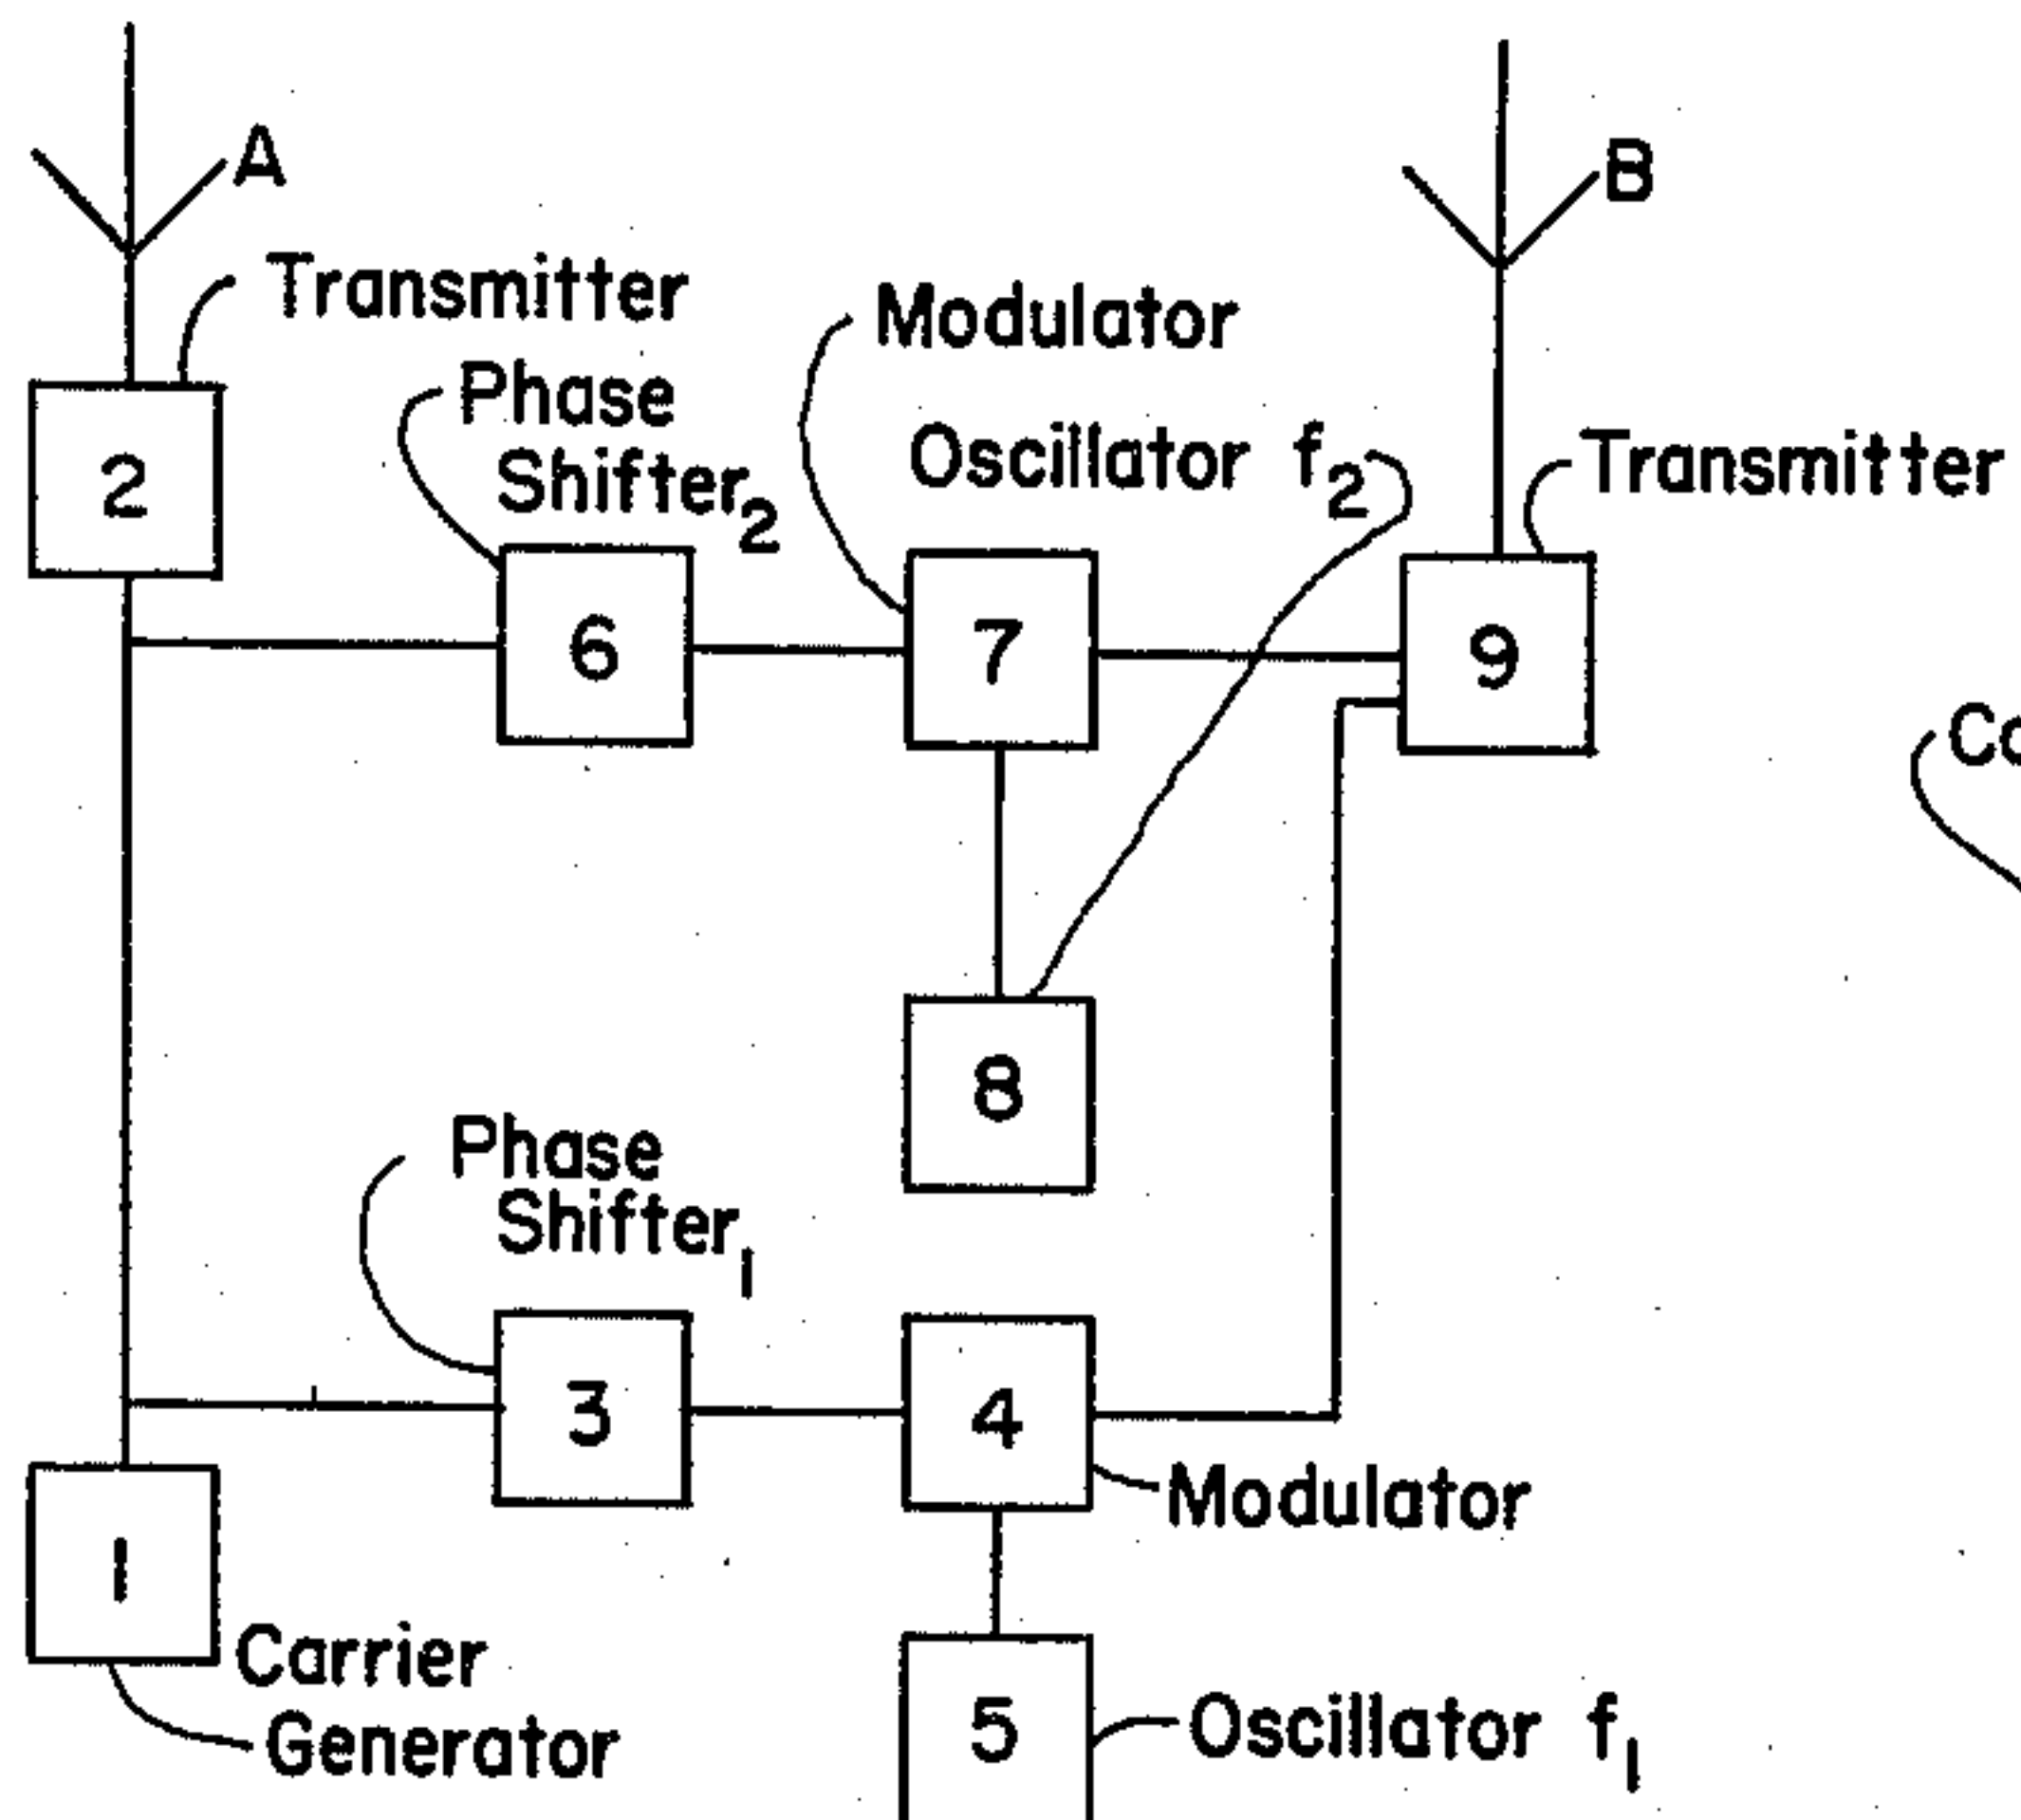 A
B
Transmitter
Modulator
Phase
Shifter2
Oscillator f2
Transmitter
2
6
7
9
8
Phase
Shifter1
3
4
Modulator
1
Carrier
Generator
5
Oscillator f1